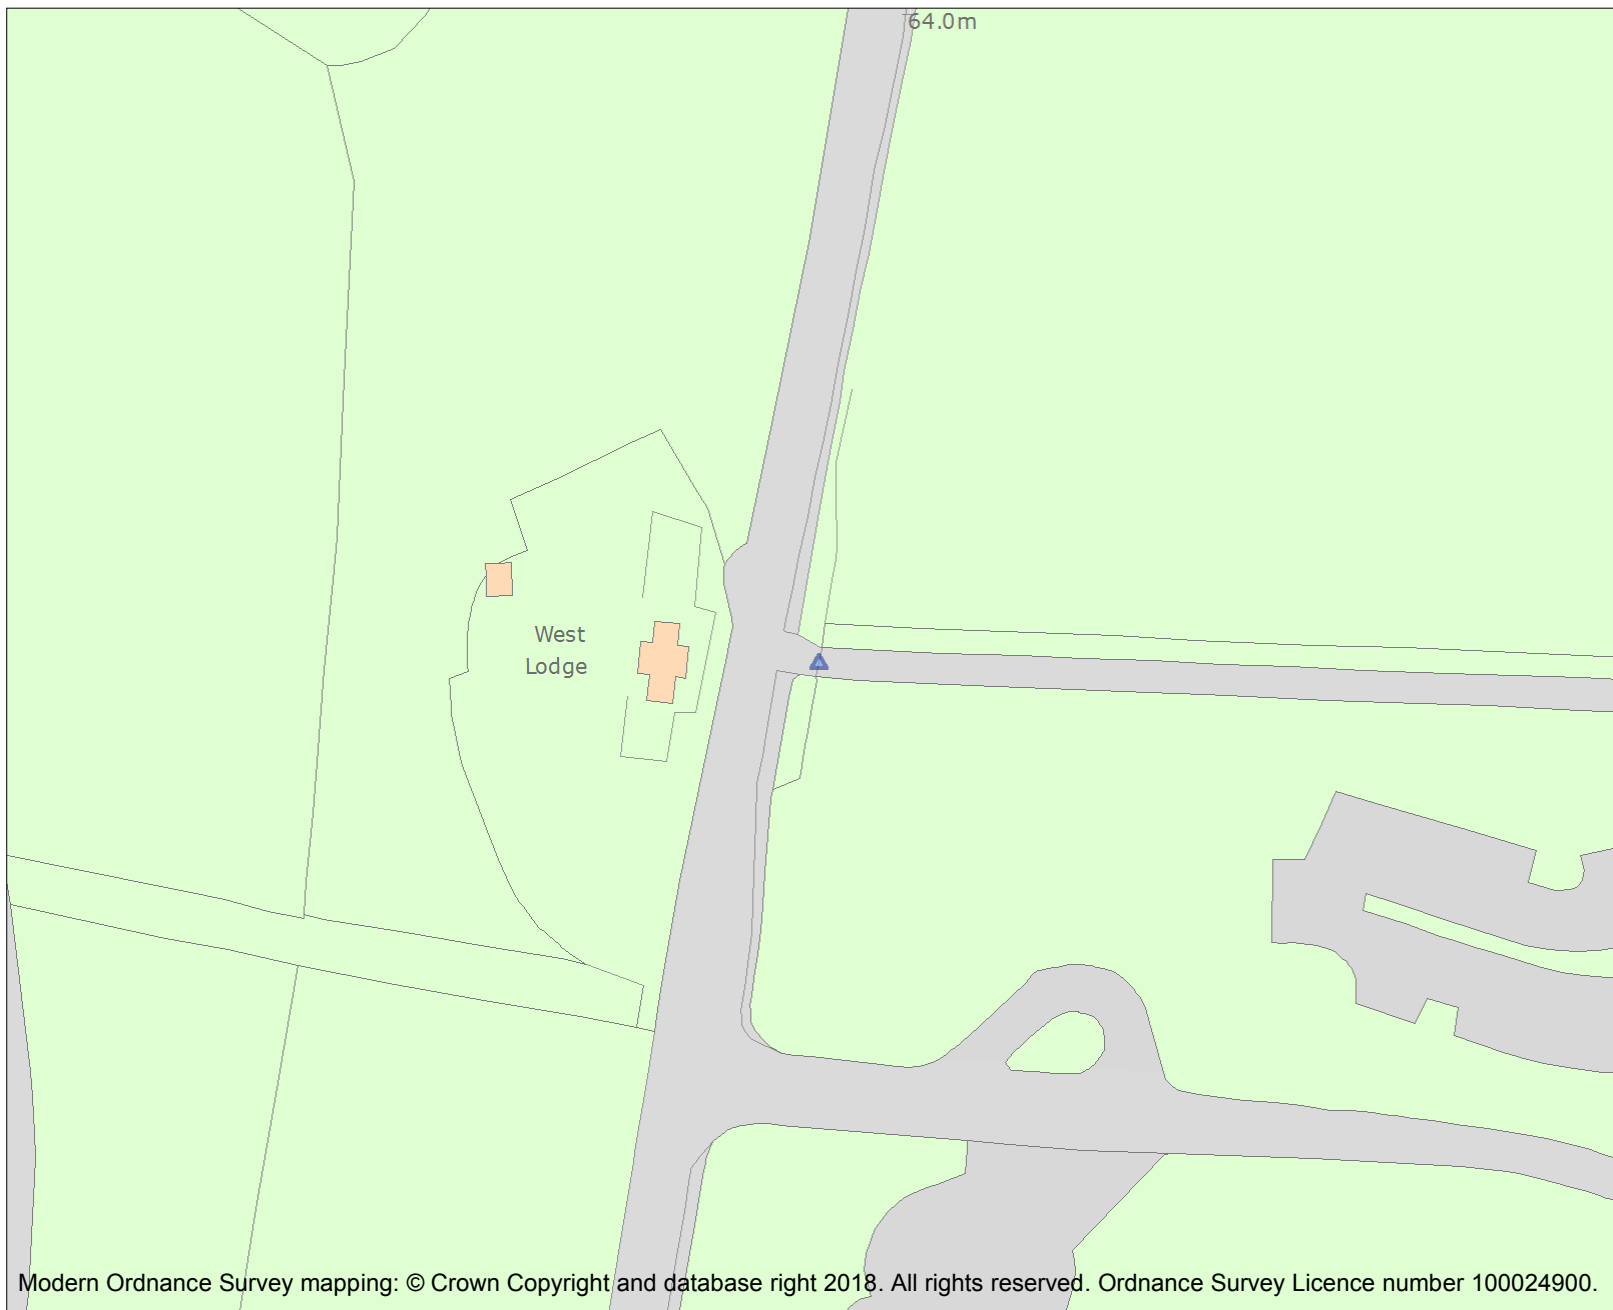 64.0m
West
Lodge
Modern Ordnance Survey mapping: © Crown Copyright and database right 2018. All rights reserved. Ordnance Survey Licence number 100024900.